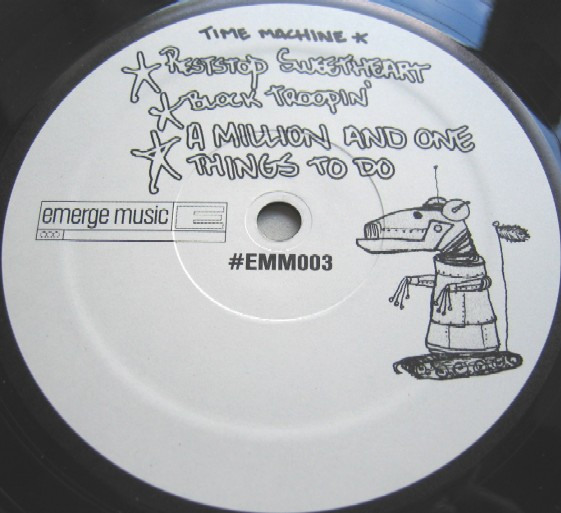 TIME MACHINE *
* RESTSTOP SWEETHEART
* BLOCK TROOPIN'
* A MILLION AND ONE
THINGS TO DO
emerge music
#EMM003